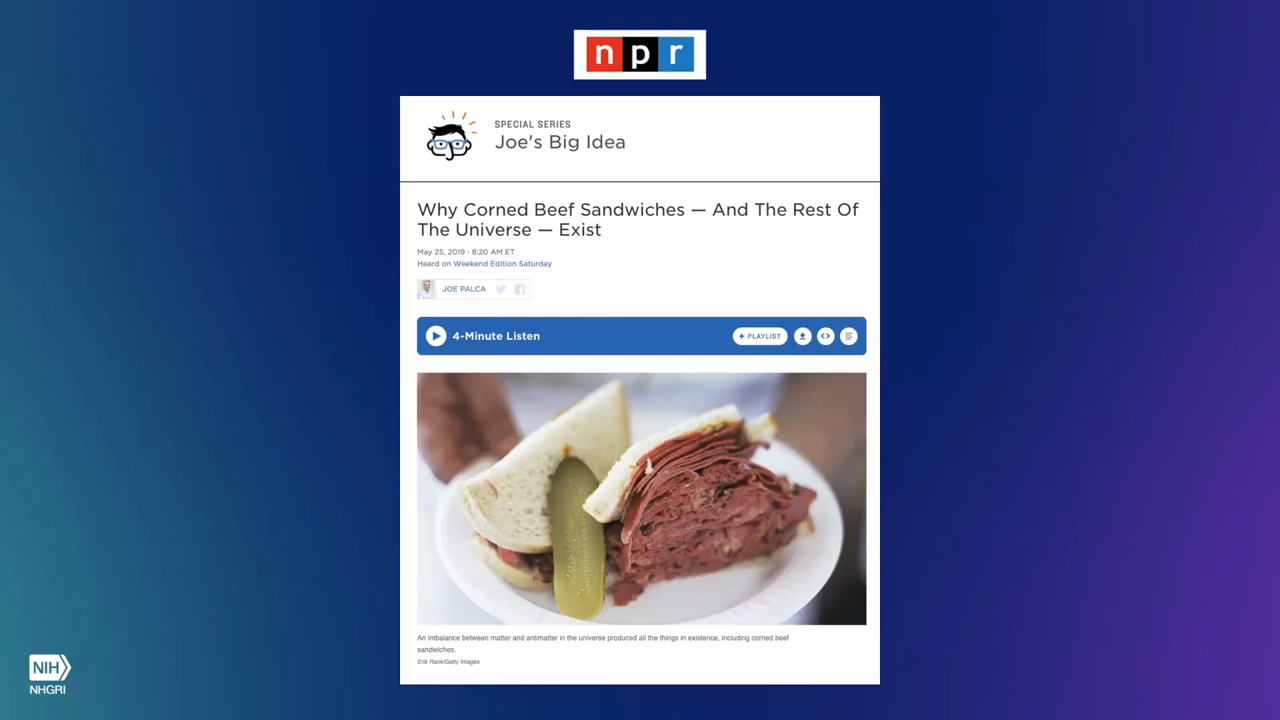 npr
SPECIAL SERIES
Joe's Big Idea
Why Corned Beef Sandwiches — And The Rest Of
The Universe — Exist
May 25, 2019 · 8:20 AM ET
Heard on Weekend Edition Saturday
JOE PALCA
4-Minute Listen
+ PLAYLIST
An imbalance between matter and antimatter in the universe produced all the things in existence, including corned beef
sandwiches.
Erik Rank/Getty Images
NIH
NHGRI